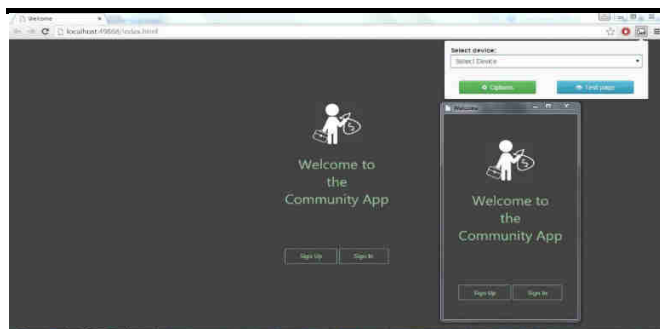 Welcome
localhost:49868/index.html
Select device:
Select Device
Options
Test page
Welcome to
the
Community App
Sign Up
Sign In
Welcome
Welcome to
the
Community App
Sign Up
Sign In